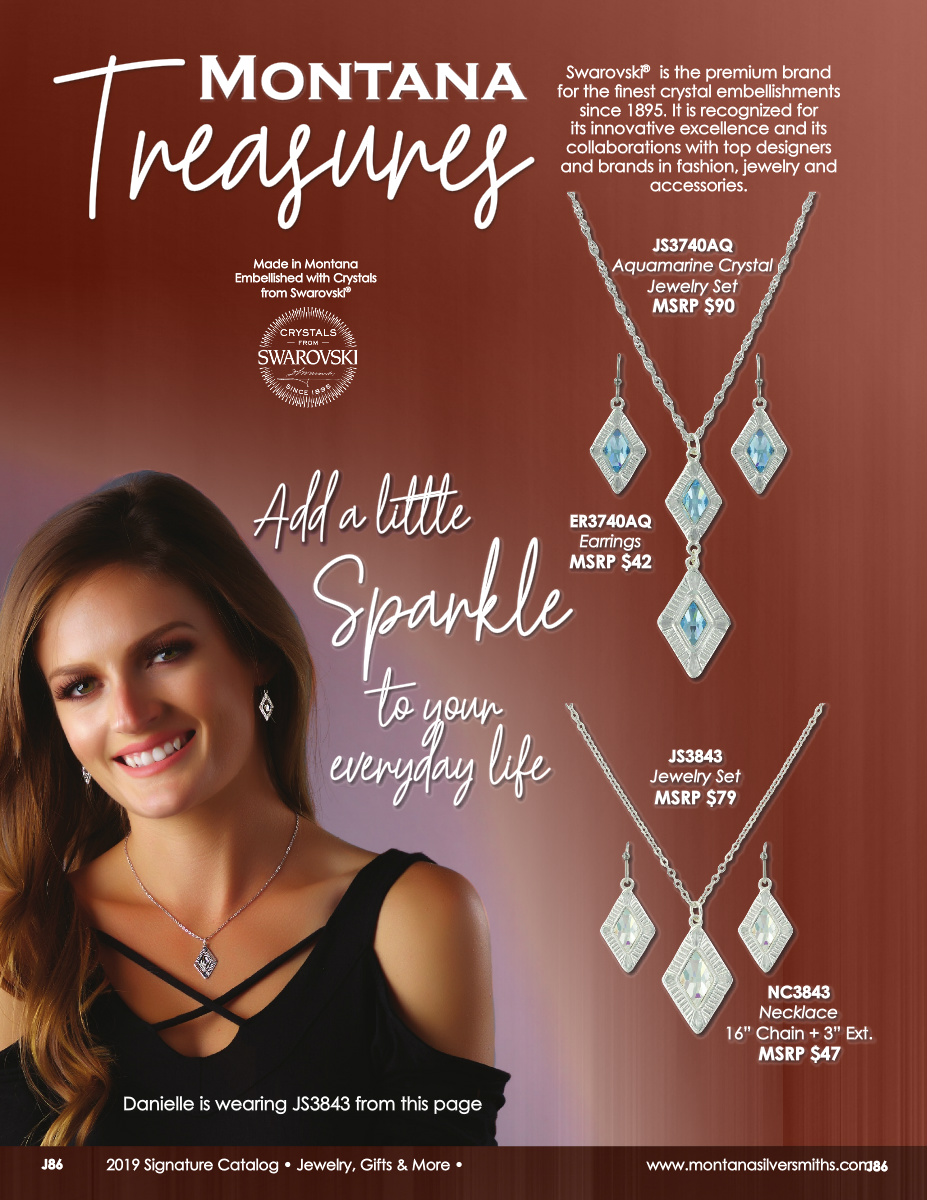 MONTANA
Treasures
Swarovski® is the premium brand
for the finest crystal embellishments
since 1895. It is recognized for
its innovative excellence and its
collaborations with top designers
and brands in fashion, jewelry and
accessories.
JS3740AQ
Aquamarine Crystal
Jewelry Set
MSRP $90
Made in Montana
Embellished with Crystals
from Swarovski®
CRYSTALS
FROM
SWAROVSKI
SINCE 1895
Add a little
Sparkle
to your
everyday life
ER3740AQ
Earrings
MSRP $42
JS3843
Jewelry Set
MSRP $79
NC3843
Necklace
16” Chain + 3” Ext.
MSRP $47
Danielle is wearing JS3843 from this page
J86 2019 Signature Catalog • Jewelry, Gifts & More • www.montanasilversmiths.com J86